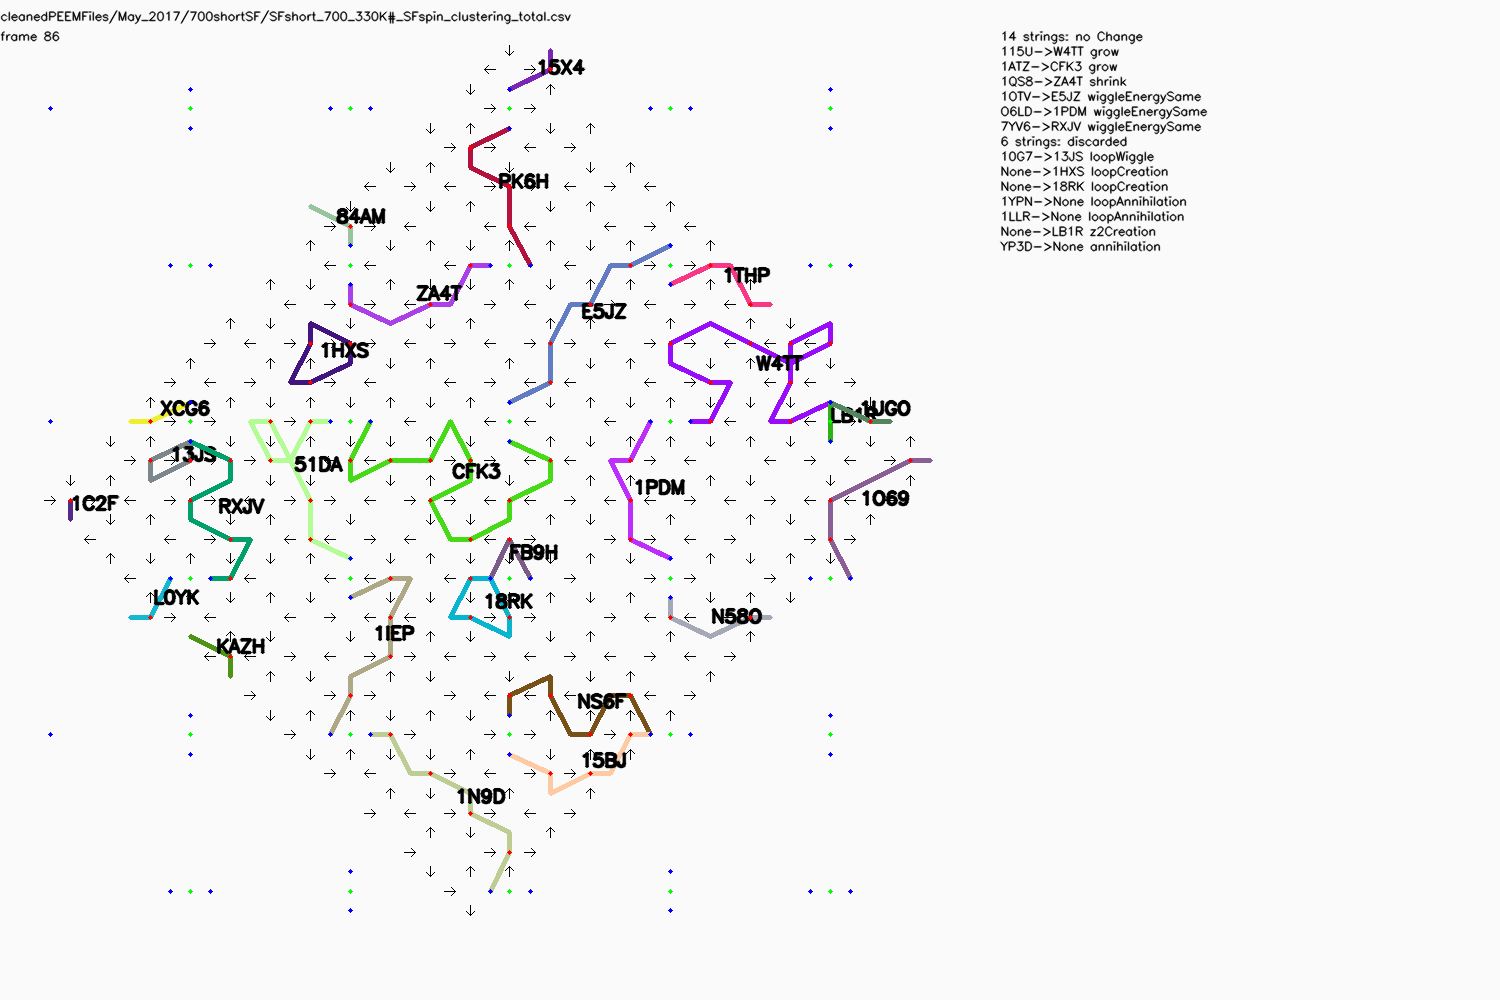 cleanedPEEMFiles/May_2017/700shortSF/SFshort_700_330K#_SFspin_clustering_total.csv
frame 86
14 strings: no Change
115U->W4TT grow
1ATZ->CFK3 grow
1QS8->ZA4T shrink
1OTV->E5JZ wiggleEnergySame
O6LD->1PDM wiggleEnergySame
7YV6->RXJV wiggleEnergySame
6 strings: discarded
10G7->13JS loopWiggle
None->1HXS loopCreation
None->18RK loopCreation
1YPN->None loopAnnihilation
1LLR->None loopAnnihilation
None->LB1R z2Creation
YP3D->None annihilation
15X4
PK6H
84AM
1THP
ZA4T
E5JZ
1HXS
W4TT
XCG6
LB1R
1UGO
13JS
51DA
CFK3
1PDM
1O69
1C2F
RXJV
FB9H
L0YK
18RK
N58O
1IEP
KAZH
NS6F
15BJ
1N9D